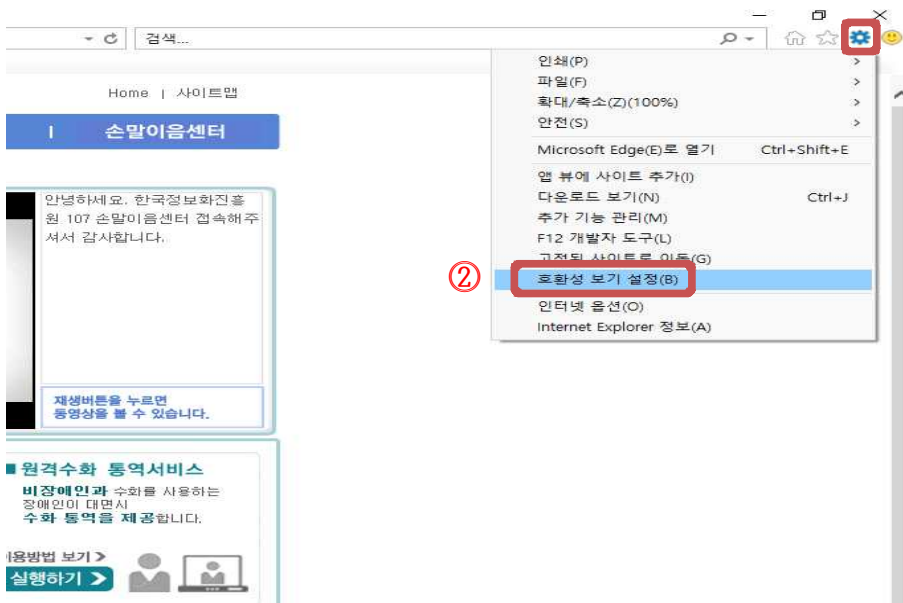 검색...
Home | 사이트맵
| 손말이음센터
안녕하세요. 한국정보화진흥
원 107 손말이음센터 접속해주
셔서 감사합니다.
재생버튼을 누르면
동영상을 볼 수 있습니다.
■ 원격수화 통역서비스
비장애인과 수화를 사용하는
장애인이 대면시
수화 통역을 제공합니다.
이용방법 보기 >
실행하기 >
인쇄(P) >
파일(F) >
확대/축소(Z)(100%) >
안전(S) >
Microsoft Edge(E)로 열기 Ctrl+Shift+E
앱 뷰에 사이트 추가(I)
다운로드 보기(N) Ctrl+J
추가 기능 관리(M)
F12 개발자 도구(L)
고정된 사이트로 이동(G)
② 호환성 보기 설정(B)
인터넷 옵션(O)
Internet Explorer 정보(A)